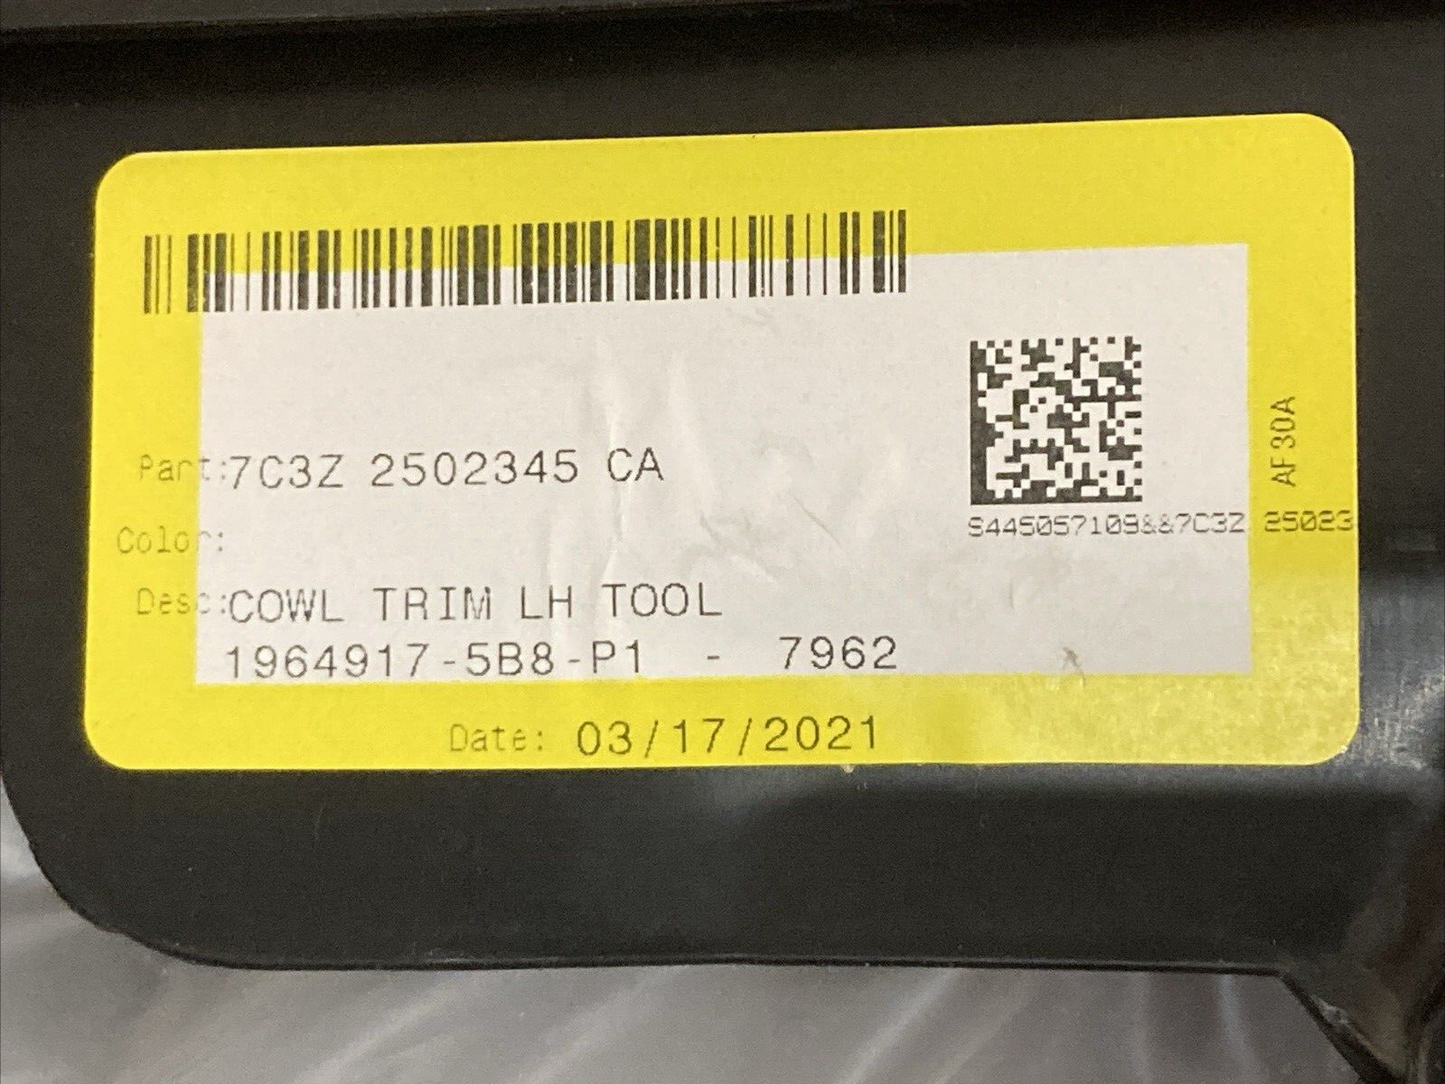 Part:7C3Z 2502345 CA
Color:
Desc:COWL TRIM LH TOOL
1964917-5B8-P1 - 7962
Date: 03/17/2021
S445057109&&7C3Z 25023
AF30A